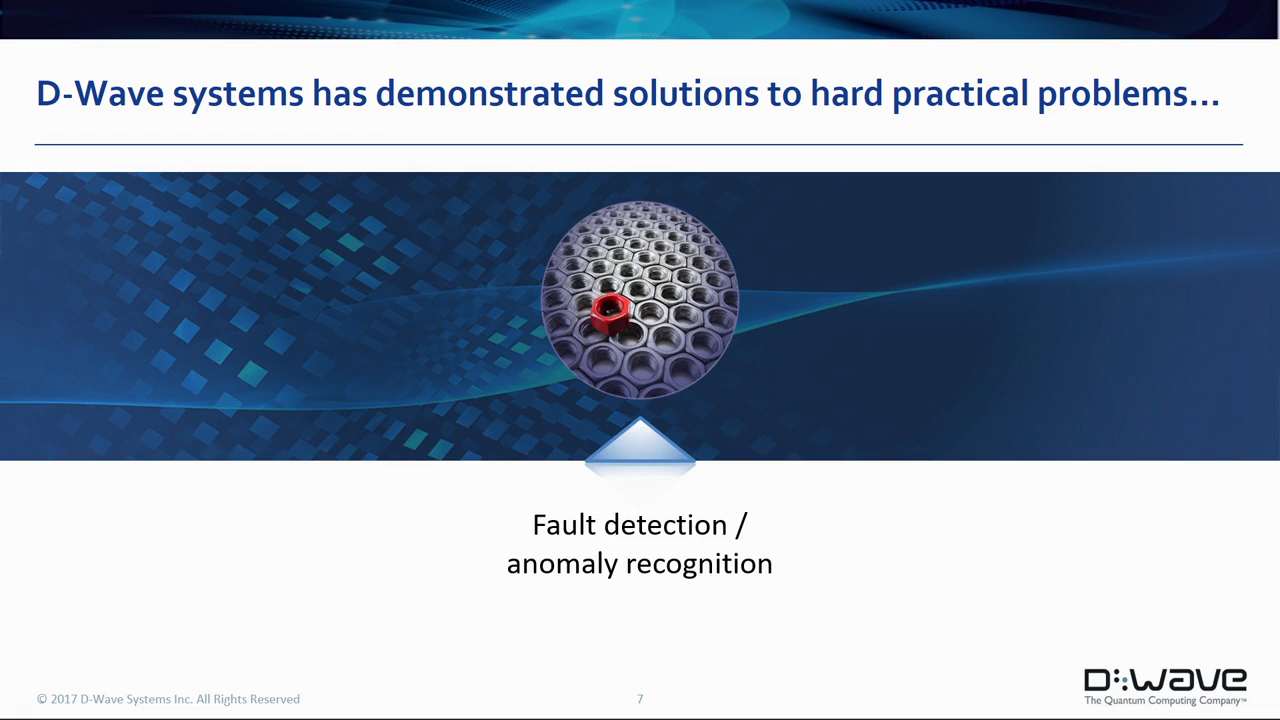 D-Wave systems has demonstrated solutions to hard practical problems...
Fault detection /
anomaly recognition
© 2017 D-Wave Systems Inc. All Rights Reserved
7
D:wave
The Quantum Computing Company™